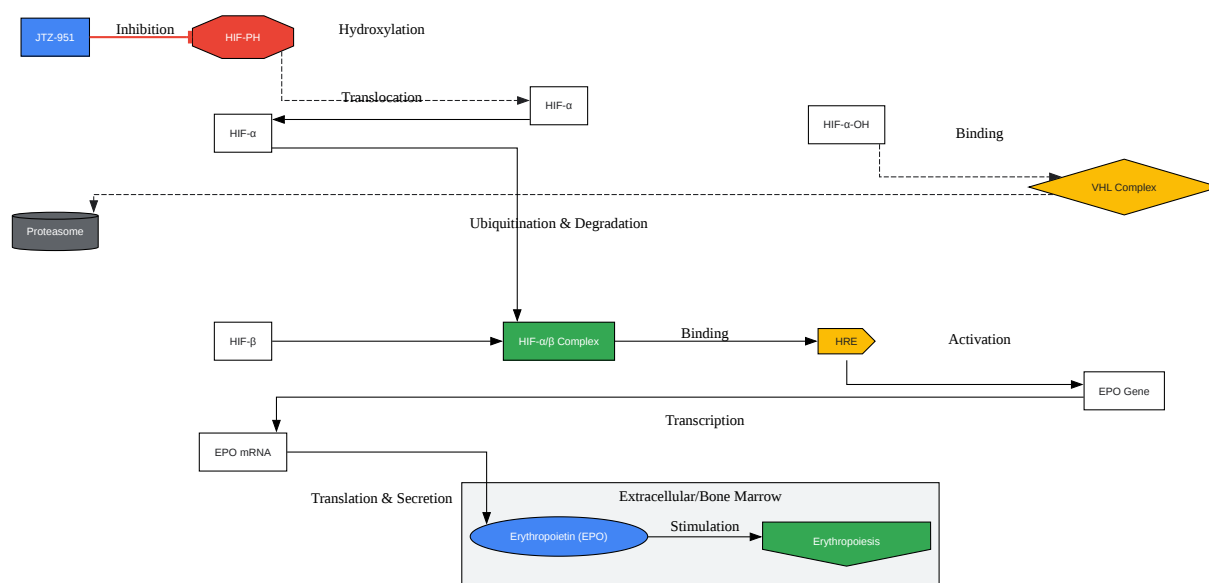 JTZ-951
Inhibition
HIF-PH
Hydroxylation
Translocation
HIF-α
HIF-α
HIF-α-OH
Binding
VHL Complex
Proteasome
Ubiquitination & Degradation
HIF-β
HIF-α/β Complex
Binding
HRE
Activation
EPO Gene
Transcription
EPO mRNA
Translation & Secretion
Extracellular/Bone Marrow
Erythropoietin (EPO)
Stimulation
Erythropoiesis